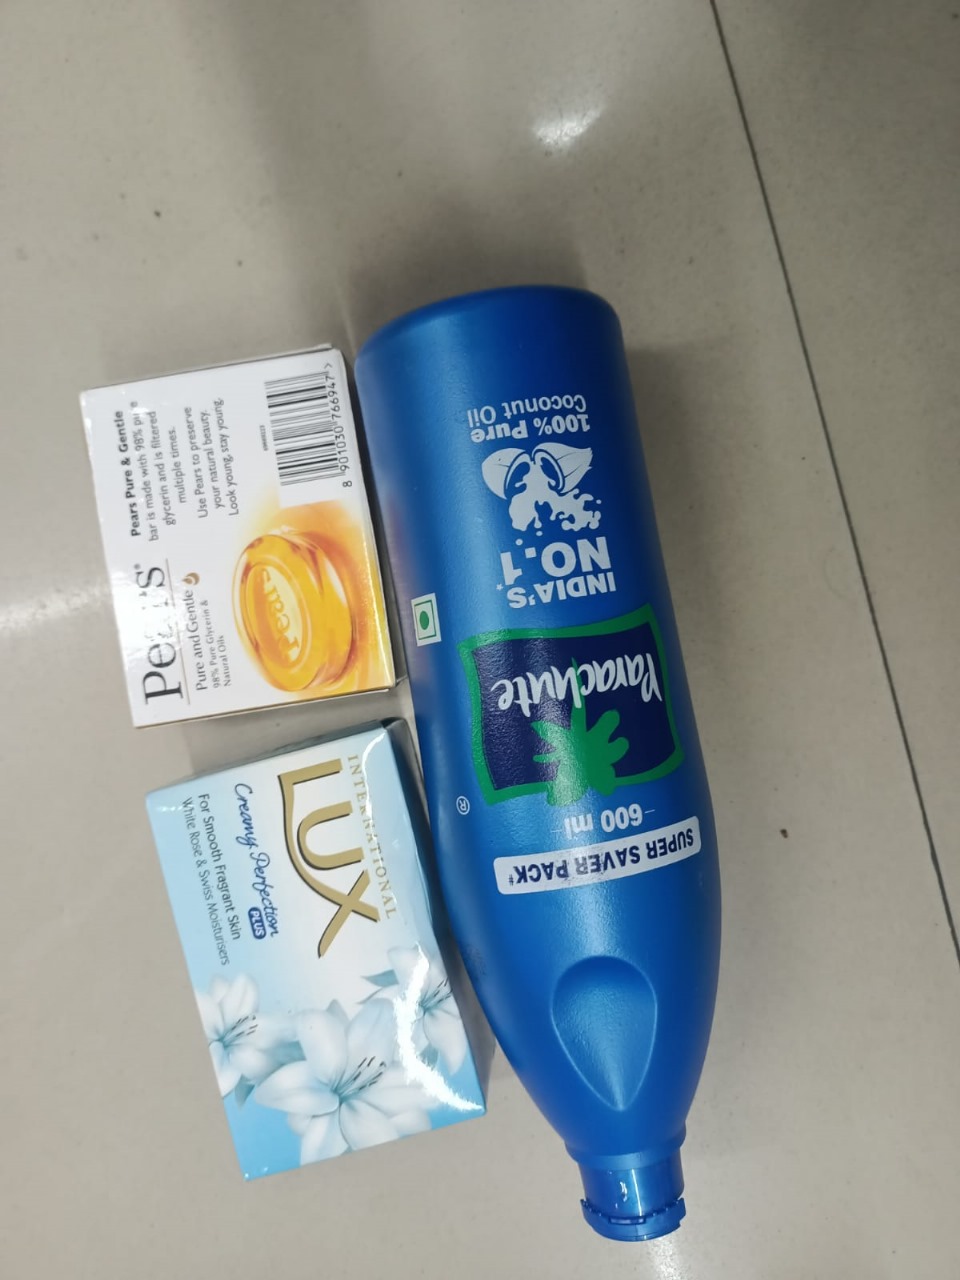 Pears®
Pure and Gentle
98% Pure Glycerin &
Natural Oils
Pears Pure & Gentle
bar is made with 98% pure
glycerin and is filtered
multiple times.
Use Pears to preserve
your natural beauty.
Look young, stay young.
8 901030 766947 >
Pears
INTERNATIONAL
LUX
Creamy Perfection
PLUS
For Smooth Fragrant Skin
White Rose & Swiss Moisturisers
SUPER SAVER PACK†
-600 ml-
®
Parachute
INDIA'S
NO.1*
100% Pure
Coconut Oil